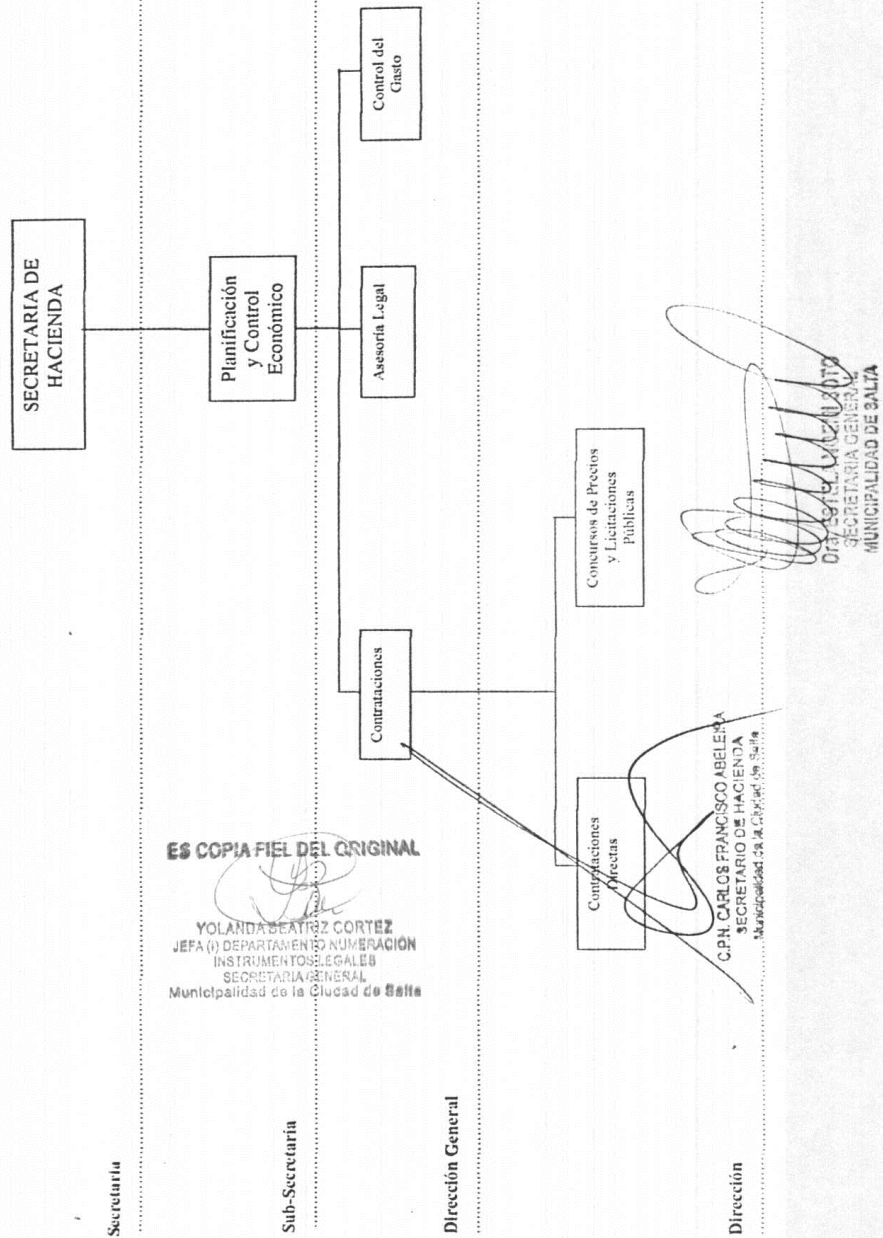 SECRETARIA DE
HACIENDA
Secretaría
Planificación
y Control
Económico
Sub-Secretaría
Contrataciones
Asesoría Legal
Control del
Gasto
Dirección General
Contrataciones
Directas
Concursos de Precios
y Licitaciones
Públicas
Dirección
ES COPIA FIEL DEL ORIGINAL
YOLANDA BEATRIZ CORTEZ
JEFA (I) DEPARTAMENTO NUMERACIÓN
INSTRUMENTOS LEGALES
SECRETARIA GENERAL
Municipalidad de la Ciudad de Salta
C.P.N. CARLOS FRANCISCO ABELEIRA
SECRETARIO DE HACIENDA
Municipalidad de la Ciudad de Salta
Dra.
SECRETARIA GENERAL
MUNICIPALIDAD DE SALTA